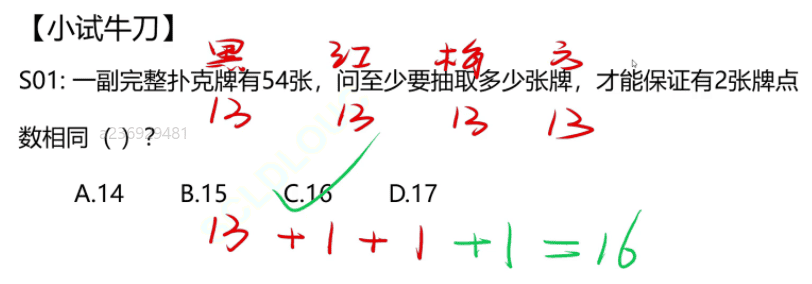 【小试牛刀】
黑 红 梅 方
S01: 一副完整扑克牌有54张，问至少要抽取多少张牌，才能保证有2张牌点
13 13 13 13
数相同（ ）？
a236929481
A.14 B.15 C.16 D.17
13 + 1 + 1 + 1 = 16